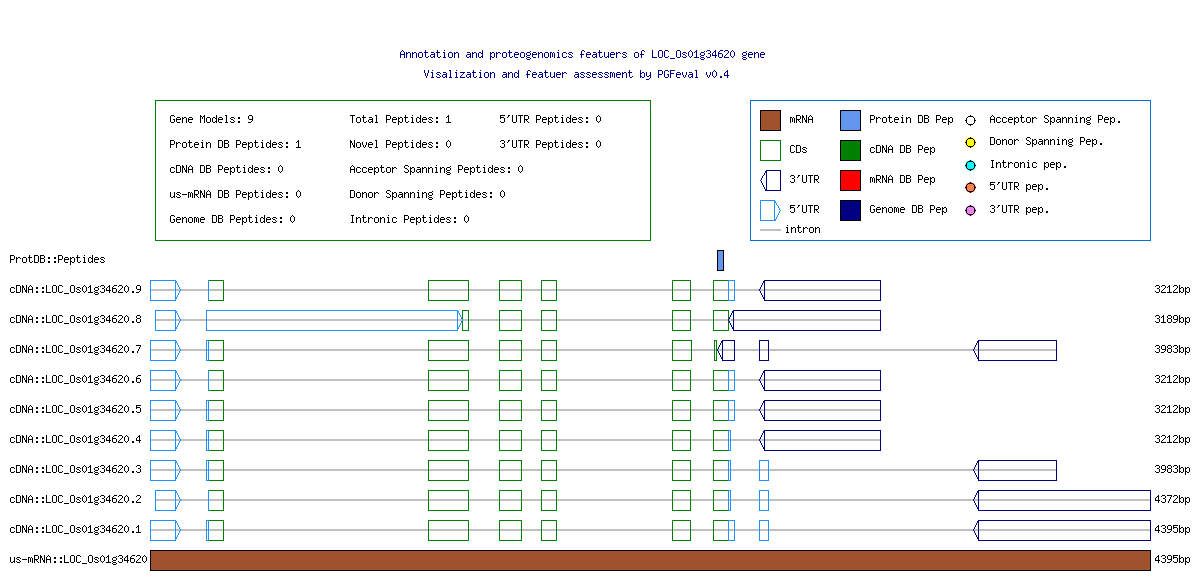 Annotation and proteogenomics featuers of LOC_Os01g34620 gene
Visalization and featuer assessment by PGFeval v0.4
Gene Models: 9 Total Peptides: 1 5'UTR Peptides: 0
Protein DB Peptides: 1 Novel Peptides: 0 3'UTR Peptides: 0
cDNA DB Peptides: 0 Acceptor Spanning Peptides: 0
us-mRNA DB Peptides: 0 Donor Spanning Peptides: 0
Genome DB Peptides: 0 Intronic Peptides: 0
mRNA Protein DB Pep Acceptor Spanning Pep.
CDs cDNA DB Pep Donor Spanning Pep.
3'UTR mRNA DB Pep Intronic pep.
5'UTR Genome DB Pep 5'UTR pep.
intron 3'UTR pep.
ProtDB::Peptides
cDNA::LOC_Os01g34620.9 3212bp
cDNA::LOC_Os01g34620.8 3189bp
cDNA::LOC_Os01g34620.7 3983bp
cDNA::LOC_Os01g34620.6 3212bp
cDNA::LOC_Os01g34620.5 3212bp
cDNA::LOC_Os01g34620.4 3212bp
cDNA::LOC_Os01g34620.3 3983bp
cDNA::LOC_Os01g34620.2 4372bp
cDNA::LOC_Os01g34620.1 4395bp
us-mRNA::LOC_Os01g34620 4395bp